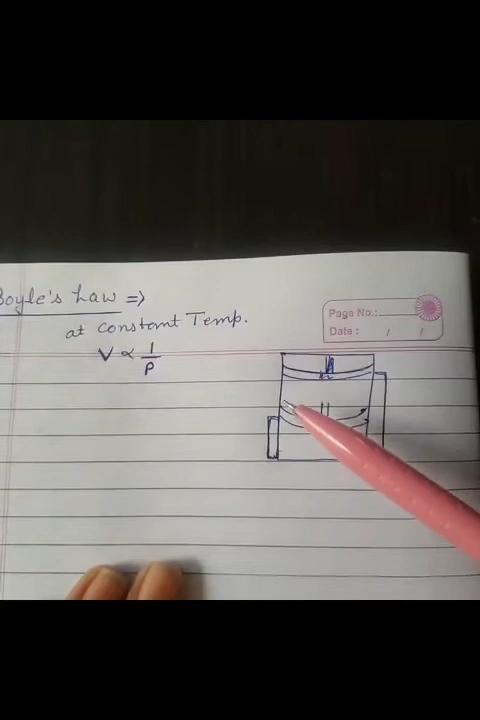 Boyle's Law =>
at constant Temp.
V ∝ 1/P
Page No.:
Date : / /